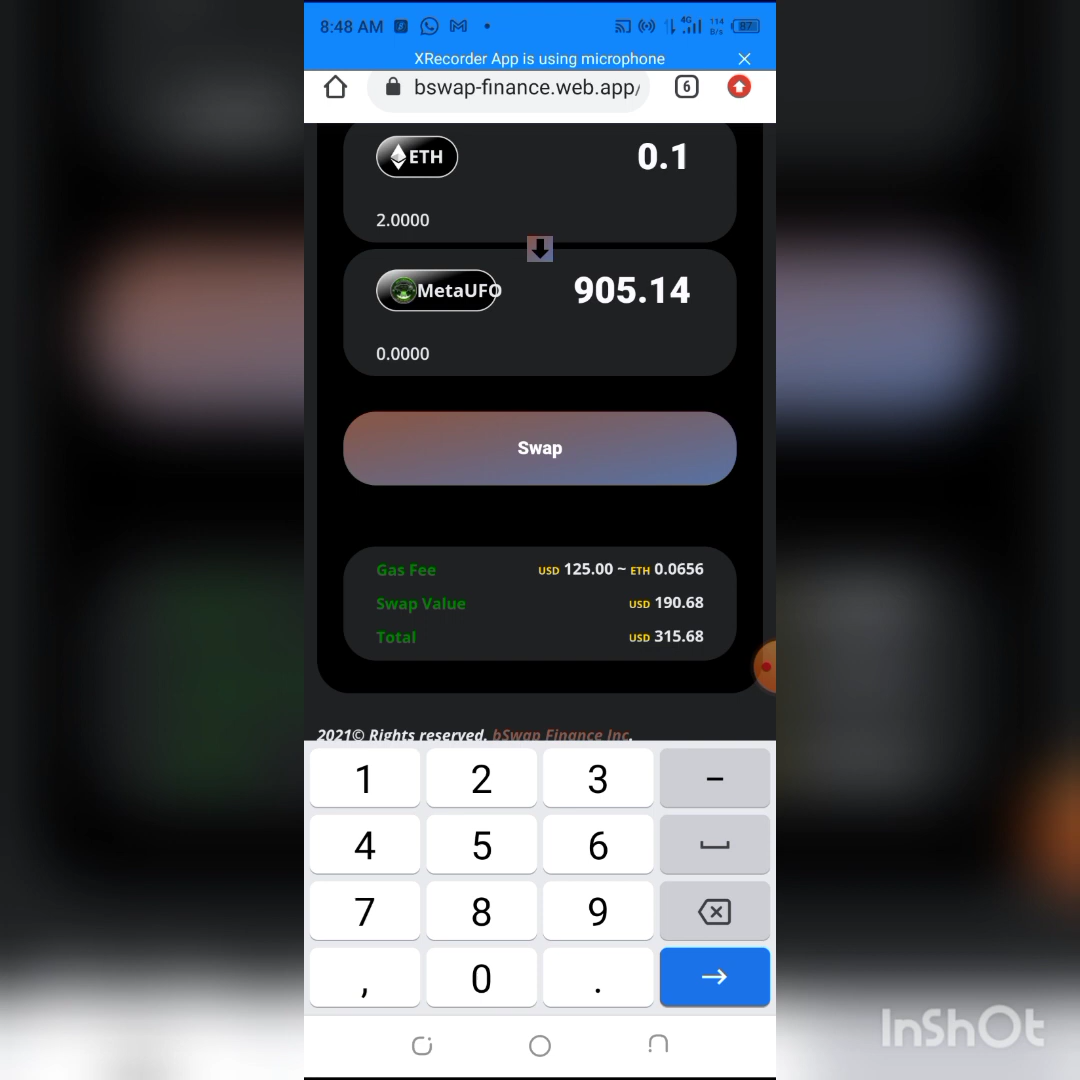 8:48 AM 4G 114 B/s 87
XRecorder App is using microphone
bswap-finance.web.app/ 6
ETH 0.1
2.0000
MetaUFO 905.14
0.0000
Swap
Gas Fee USD 125.00 ~ ETH 0.0656
Swap Value USD 190.68
Total USD 315.68
2021© Rights reserved. bSwap Finance Inc.
1 2 3 –
4 5 6
7 8 9
, 0 .
InShOt